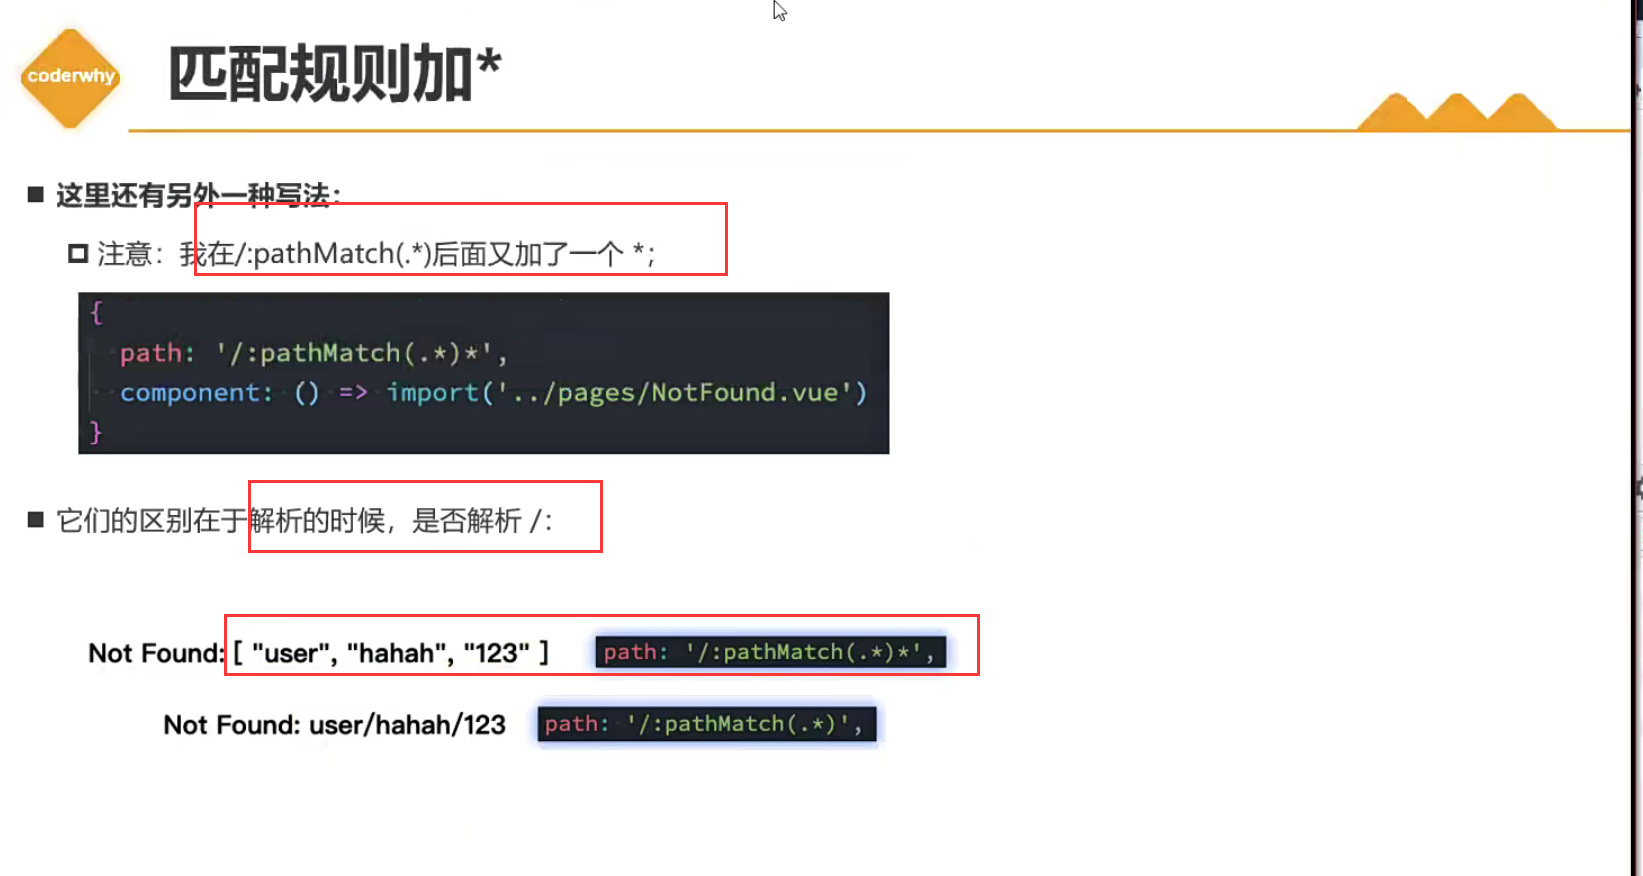 coderwhy
匹配规则加*
这里还有另外一种写法：
注意：我在/:pathMatch(.*)后面又加了一个 *;
{
path: '/:pathMatch(.*)*',
component: () => import('../pages/NotFound.vue')
}
它们的区别在于解析的时候，是否解析 /：
Not Found: [ "user", "hahah", "123" ] path: '/:pathMatch(.*)*',
Not Found: user/hahah/123 path: '/:pathMatch(.*)',